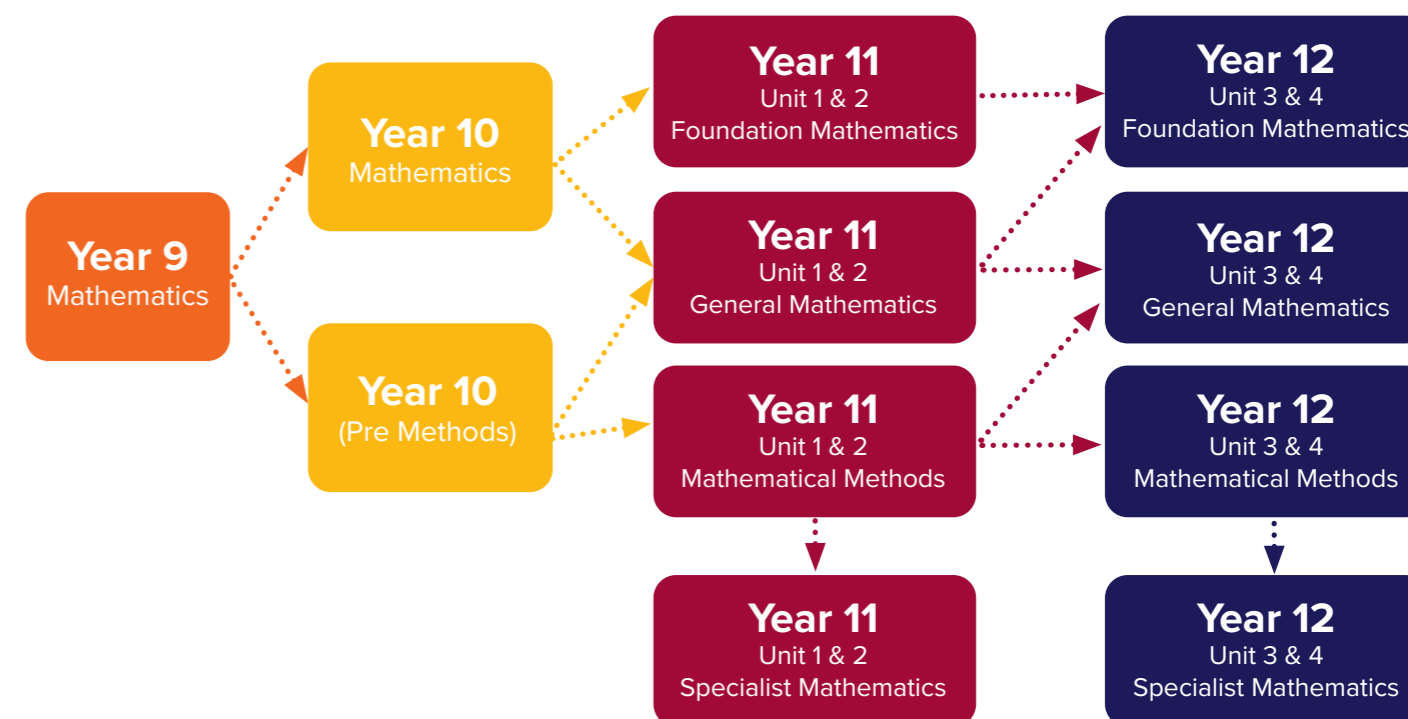 Year 9
Mathematics
Year 10
Mathematics
Year 10
(Pre Methods)
Year 11
Unit 1 & 2
Foundation Mathematics
Year 11
Unit 1 & 2
General Mathematics
Year 11
Unit 1 & 2
Mathematical Methods
Year 11
Unit 1 & 2
Specialist Mathematics
Year 12
Unit 3 & 4
Foundation Mathematics
Year 12
Unit 3 & 4
General Mathematics
Year 12
Unit 3 & 4
Mathematical Methods
Year 12
Unit 3 & 4
Specialist Mathematics